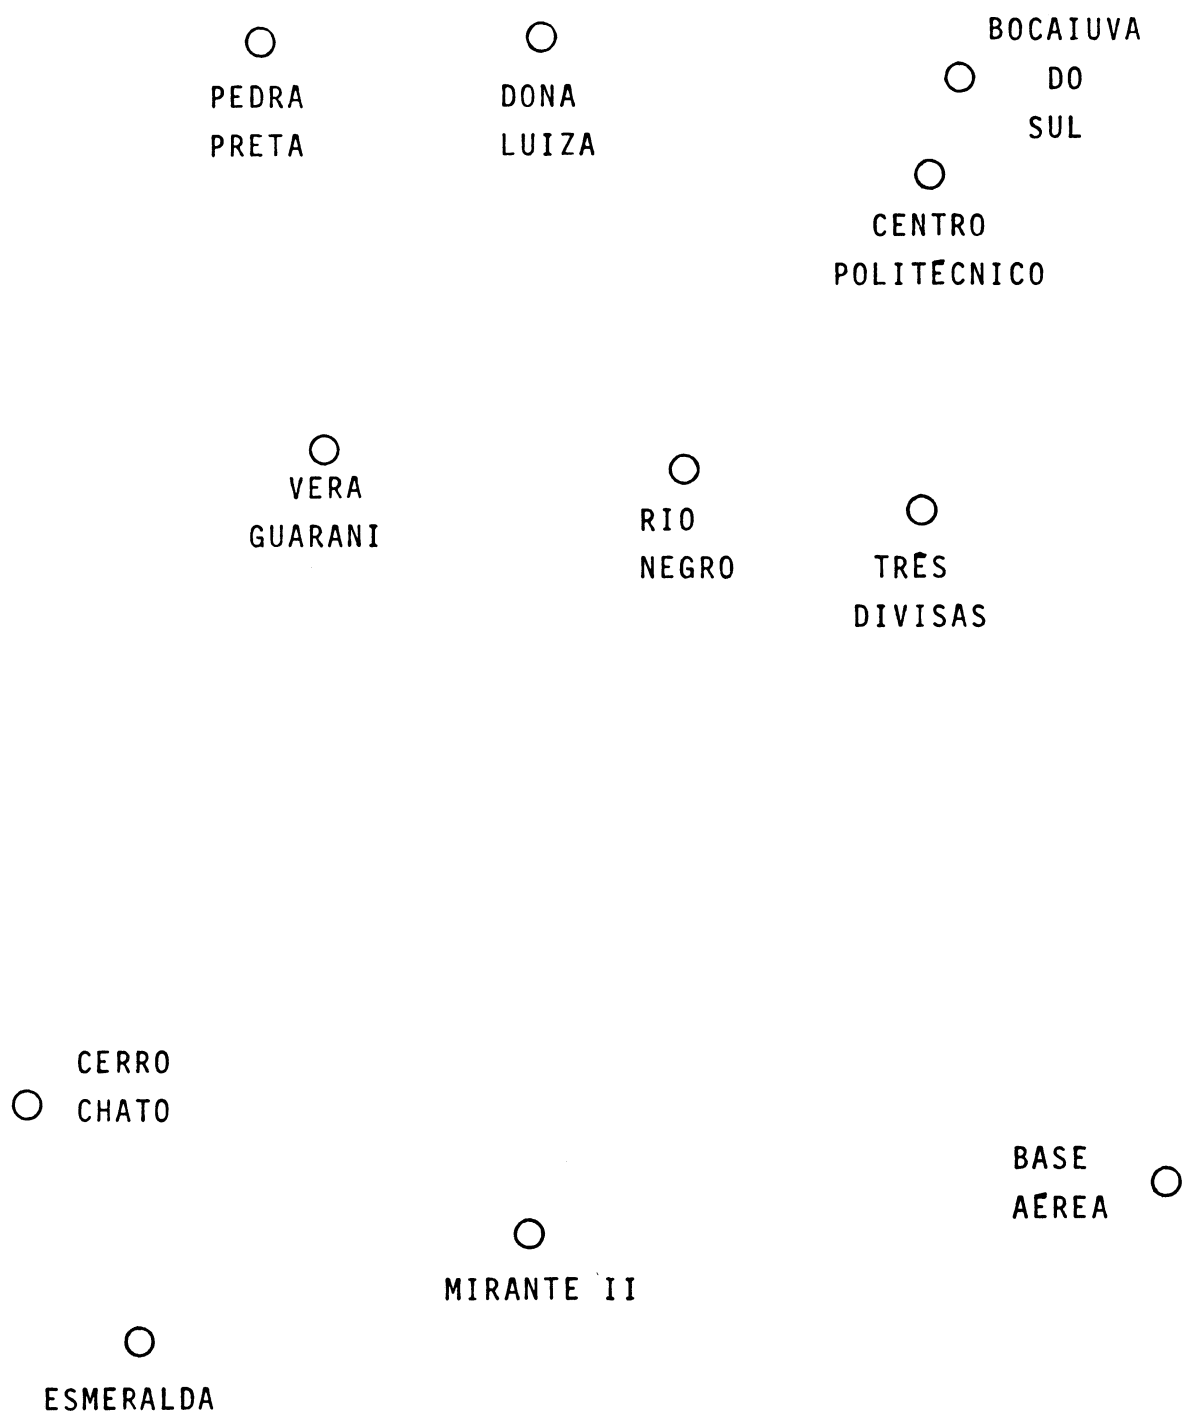 PEDRA
PRETA
DONA
LUIZA
BOCAIUVA
DO
SUL
CENTRO
POLITÉCNICO
VERA
GUARANI
RIO
NEGRO
TRÊS
DIVISAS
CERRO
CHATO
BASE
AÉREA
MIRANTE II
ESMERALDA